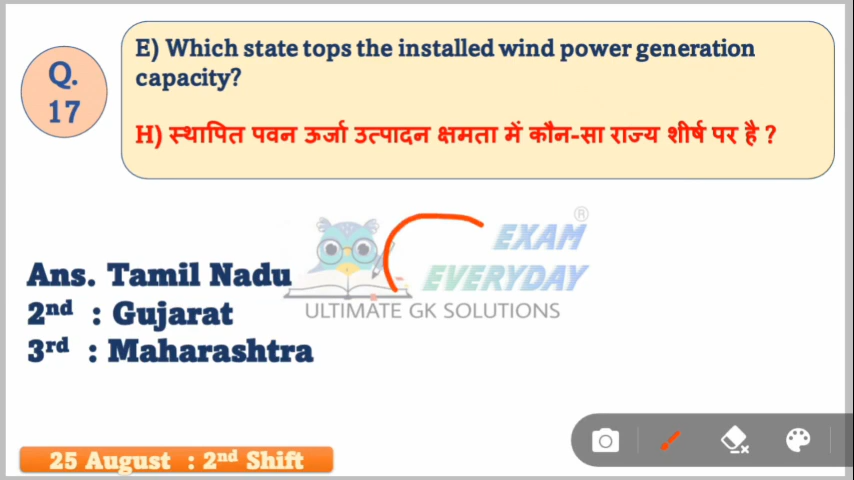 Q.
17
E) Which state tops the installed wind power generation
capacity?
H) स्थापित पवन ऊर्जा उत्पादन क्षमता में कौन-सा राज्य शीर्ष पर है ?
®
EXAM
EVERYDAY
ULTIMATE GK SOLUTIONS
Ans. Tamil Nadu
2nd : Gujarat
3rd : Maharashtra
25 August : 2nd Shift